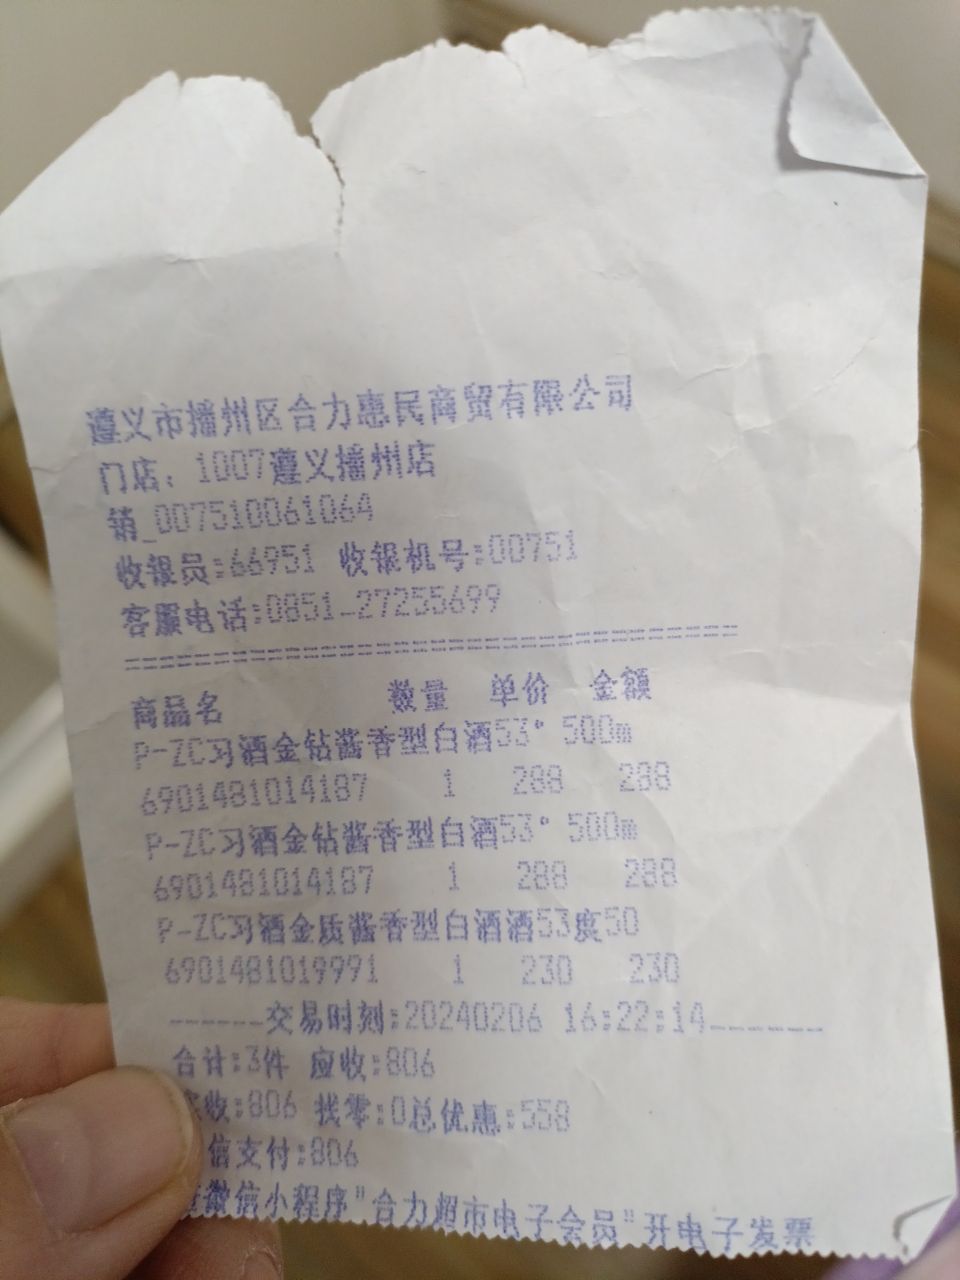 遵义市播州区合力惠民商贸有限公司
门店: 1007遵义播州店
销_007510061064
收银员:66951 收银机号:00751
客服电话:0851-27255699
商品名 数量 单价 金额
P-ZC习酒金钻酱香型白酒53° 500m
6901481014187 1 288 288
P-ZC习酒金钻酱香型白酒53° 500m
6901481014187 1 288 288
P-ZC习酒金质酱香型白酒酒53度50
6901481019991 1 230 230
------交易时刻:20240206 16:22:14------
合计:3件 应收:806
收:806 找零:0总优惠:558
信支付:806
微信小程序"合力超市电子会员"开电子发票